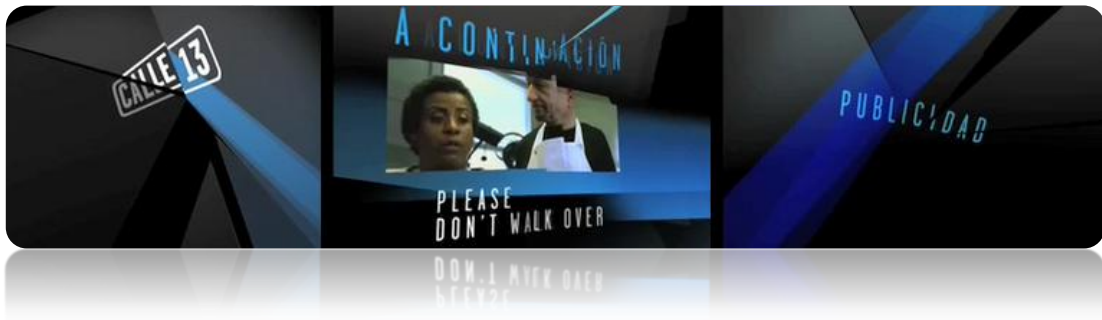 CALLE 13
A CONTINUACIÓN
PLEASE
DON'T WALK OVER
PUBLICIDAD